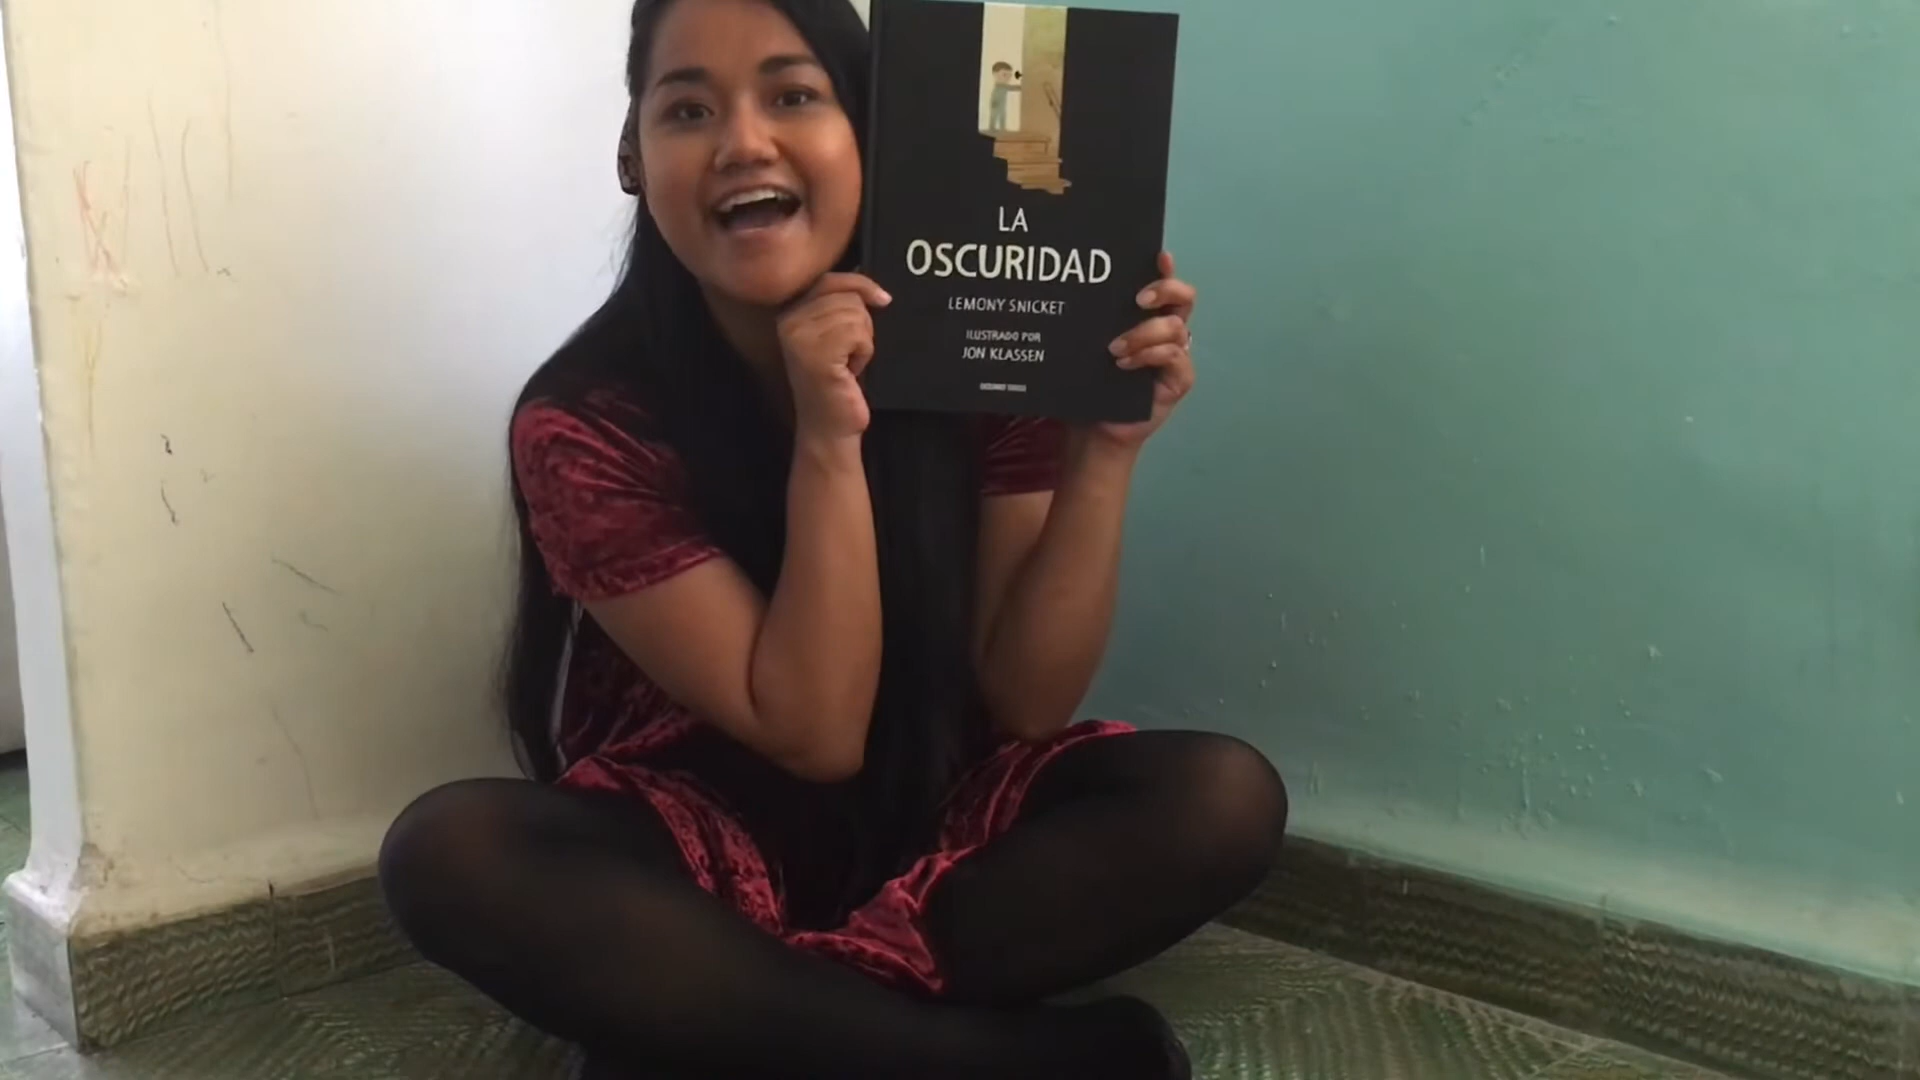 LA
OSCURIDAD
LEMONY SNICKET
ILUSTRADO POR
JON KLASSEN